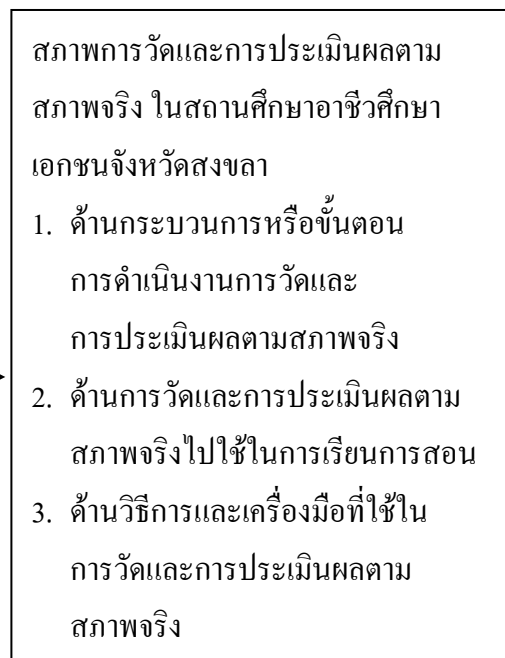 สภาพการวัดและการประเมินผลตาม
สภาพจริง ในสถานศึกษาอาชีวศึกษา
เอกชนจังหวัดสงขลา
1. ด้านกระบวนการหรือขั้นตอน
การดำเนินงานการวัดและ
การประเมินผลตามสภาพจริง
2. ด้านการวัดและการประเมินผลตาม
สภาพจริงไปใช้ในการเรียนการสอน
3. ด้านวิธีการและเครื่องมือที่ใช้ใน
การวัดและการประเมินผลตาม
สภาพจริง